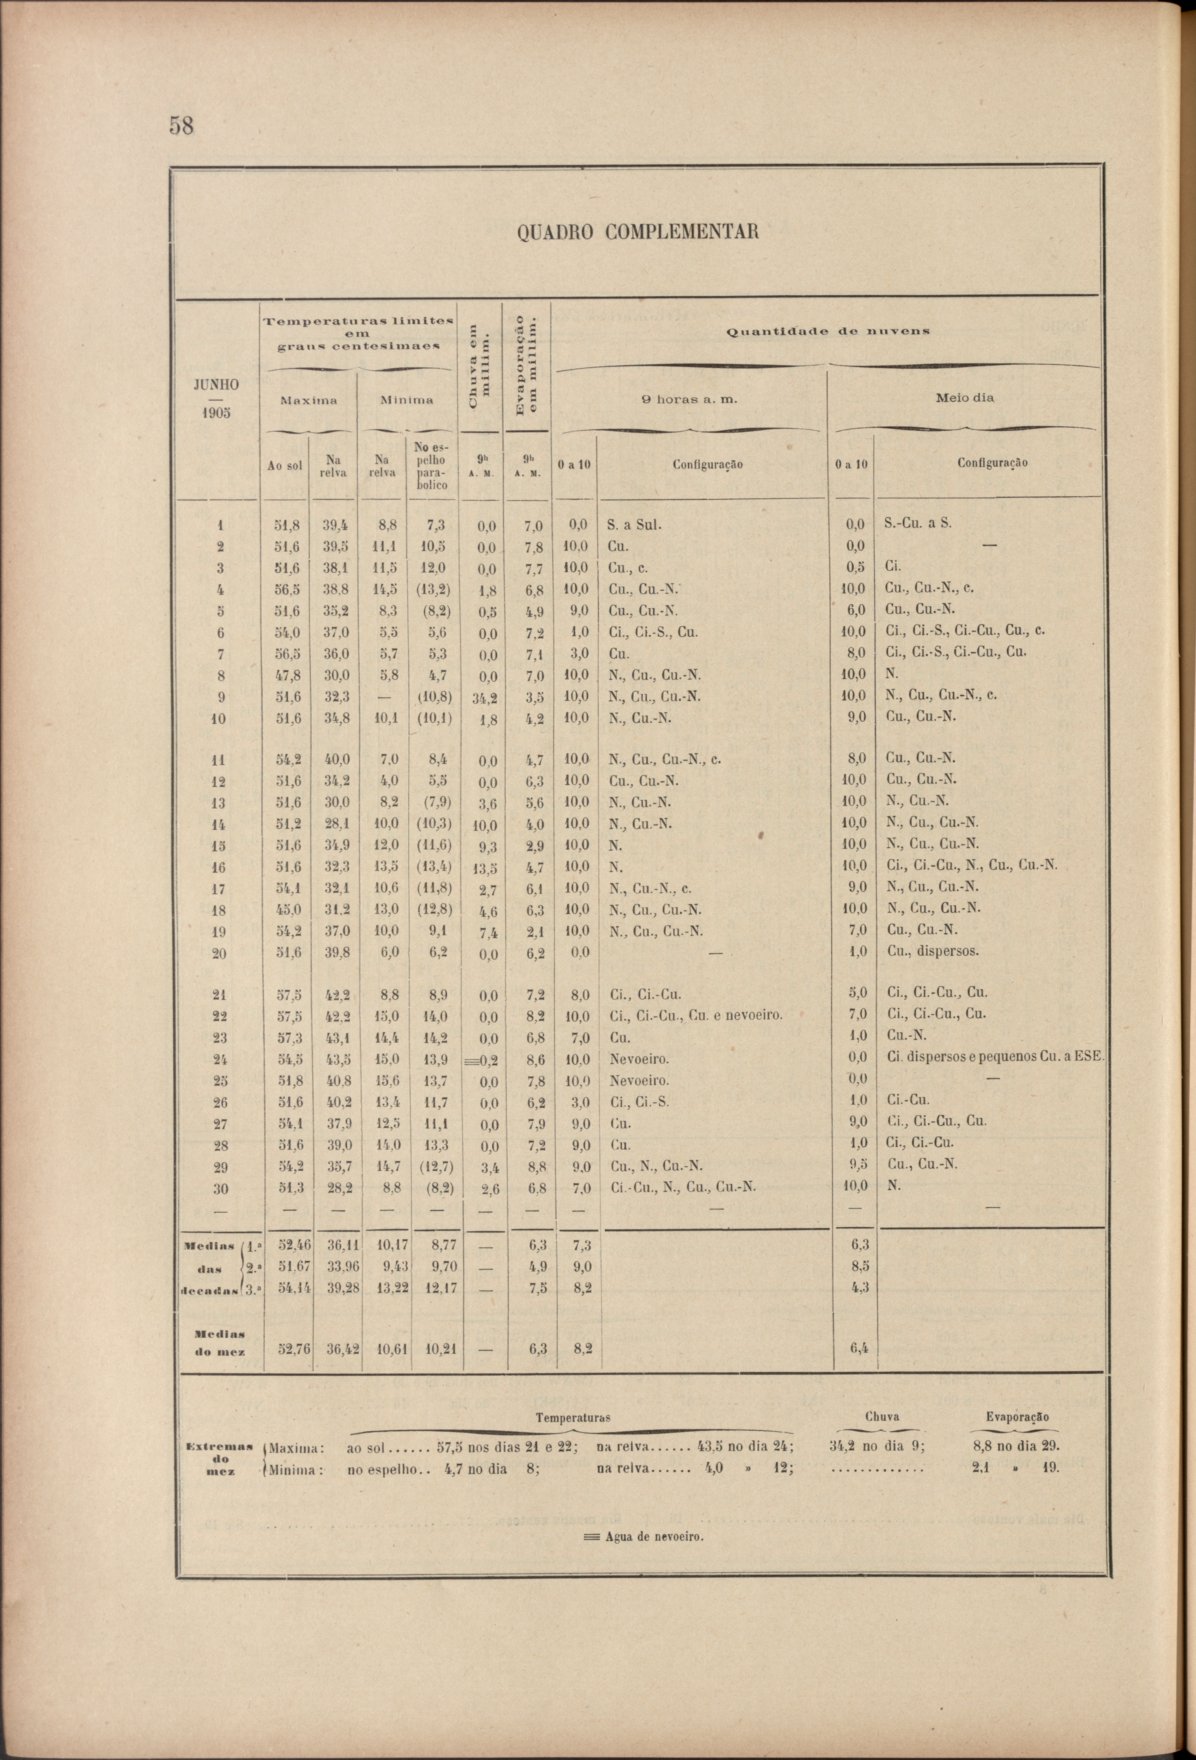 58
QUADRO COMPLEMENTAR
JUNHO
—
1905
Temperaturas limites
em
graus centesimaes
Chuva em
millim.
Evaporação
em millim.
Quantidade de nuvens
Maxima
Minima
9 horas a. m.
Meio dia
Ao sol
Na
relva
Na
relva
No es-
pelho
para-
bolico
9h
A. M.
9h
A. M.
0 a 10
Configuração
0 a 10
Configuração
1 51,8 39,4 8,8 7,3 0,0 7,0 0,0 S. a Sul. 0,0 S.-Cu. a S.
2 51,6 39,5 11,1 10,5 0,0 7,8 10,0 Cu. 0,0 —
3 51,6 38,1 11,5 12,0 0,0 7,7 10,0 Cu., c. 0,5 Ci.
4 56,5 38,8 14,5 (13,2) 1,8 6,8 10,0 Cu., Cu.-N. 10,0 Cu., Cu.-N., c.
5 51,6 35,2 8,3 (8,2) 0,5 4,9 9,0 Cu., Cu.-N. 6,0 Cu., Cu.-N.
6 54,0 37,0 5,5 5,6 0,0 7,2 1,0 Ci., Ci.-S., Cu. 10,0 Ci., Ci.-S., Ci.-Cu., Cu., c.
7 56,5 36,0 5,7 5,3 0,0 7,1 3,0 Cu. 8,0 Ci., Ci.-S., Ci.-Cu., Cu.
8 47,8 30,0 5,8 4,7 0,0 7,0 10,0 N., Cu., Cu.-N. 10,0 N.
9 51,6 32,3 — (10,8) 34,2 3,5 10,0 N., Cu., Cu.-N. 10,0 N., Cu., Cu.-N., c.
10 51,6 34,8 10,1 (10,1) 1,8 4,2 10,0 N., Cu.-N. 9,0 Cu., Cu.-N.
11 54,2 40,0 7,0 8,4 0,0 4,7 10,0 N., Cu., Cu.-N., c. 8,0 Cu., Cu.-N.
12 51,6 34,2 4,0 5,5 0,0 6,3 10,0 Cu., Cu.-N. 10,0 Cu., Cu.-N.
13 51,6 30,0 8,2 (7,9) 3,6 5,6 10,0 N., Cu.-N. 10,0 N., Cu.-N.
14 51,2 28,1 10,0 (10,3) 10,0 4,0 10,0 N., Cu.-N. 10,0 N., Cu., Cu.-N.
15 51,6 34,9 12,0 (11,6) 9,3 2,9 10,0 N. 10,0 N., Cu., Cu.-N.
16 51,6 32,3 13,5 (13,4) 13,5 4,7 10,0 N. 10,0 Ci., Ci.-Cu., N., Cu., Cu.-N.
17 54,1 32,1 10,6 (11,8) 2,7 6,1 10,0 N., Cu.-N., c. 9,0 N., Cu., Cu.-N.
18 45,0 31,2 13,0 (12,8) 4,6 6,3 10,0 N., Cu., Cu.-N. 10,0 N., Cu., Cu.-N.
19 54,2 37,0 10,0 9,1 7,4 2,1 10,0 N., Cu., Cu.-N. 7,0 Cu., Cu.-N.
20 51,6 39,8 6,0 6,2 0,0 6,2 0,0 — 1,0 Cu., dispersos.
21 57,5 42,2 8,8 8,9 0,0 7,2 8,0 Ci., Ci.-Cu. 5,0 Ci., Ci.-Cu., Cu.
22 57,5 42,2 15,0 14,0 0,0 8,2 10,0 Ci., Ci.-Cu., Cu. e nevoeiro. 7,0 Ci., Ci.-Cu., Cu.
23 57,3 43,1 14,4 14,2 0,0 6,8 7,0 Cu. 1,0 Cu.-N.
24 54,5 43,5 15,0 13,9 ≡0,2 8,6 10,0 Nevoeiro. 0,0 Ci. dispersos e pequenos Cu. a ESE.
25 51,8 40,8 15,6 13,7 0,0 7,8 10,0 Nevoeiro. 0,0 —
26 51,6 40,2 13,4 11,7 0,0 6,2 3,0 Ci., Ci.-S. 1,0 Ci.-Cu.
27 54,1 37,9 12,5 11,1 0,0 7,9 9,0 Cu. 9,0 Ci., Ci.-Cu., Cu.
28 51,6 39,0 14,0 13,3 0,0 7,2 9,0 Cu. 1,0 Ci., Ci.-Cu.
29 54,2 35,7 14,7 (12,7) 3,4 8,8 9,0 Cu., N., Cu.-N. 9,5 Cu., Cu.-N.
30 51,3 28,2 8,8 (8,2) 2,6 6,8 7,0 Ci.-Cu., N., Cu., Cu.-N. 10,0 N.
— — — — — — — — — — —
Medias 1.ª 52,46 36,11 10,17 8,77 — 6,3 7,3 6,3
das 2.ª 51,67 33,96 9,43 9,70 — 4,9 9,0 8,5
decadas 3.ª 54,14 39,28 13,22 12,17 — 7,5 8,2 4,3
Medias
do mez 52,76 36,42 10,61 10,21 — 6,3 8,2 6,4
Temperaturas Chuva Evaporação
Extremas
do
mez
Maxima: ao sol...... 57,5 nos dias 21 e 22; na relva...... 43,5 no dia 24; 34,2 no dia 9; 8,8 no dia 29.
Minima: no espelho.. 4,7 no dia 8; na relva...... 4,0 » 12; ............. 2,1 » 19.
≡ Agua de nevoeiro.